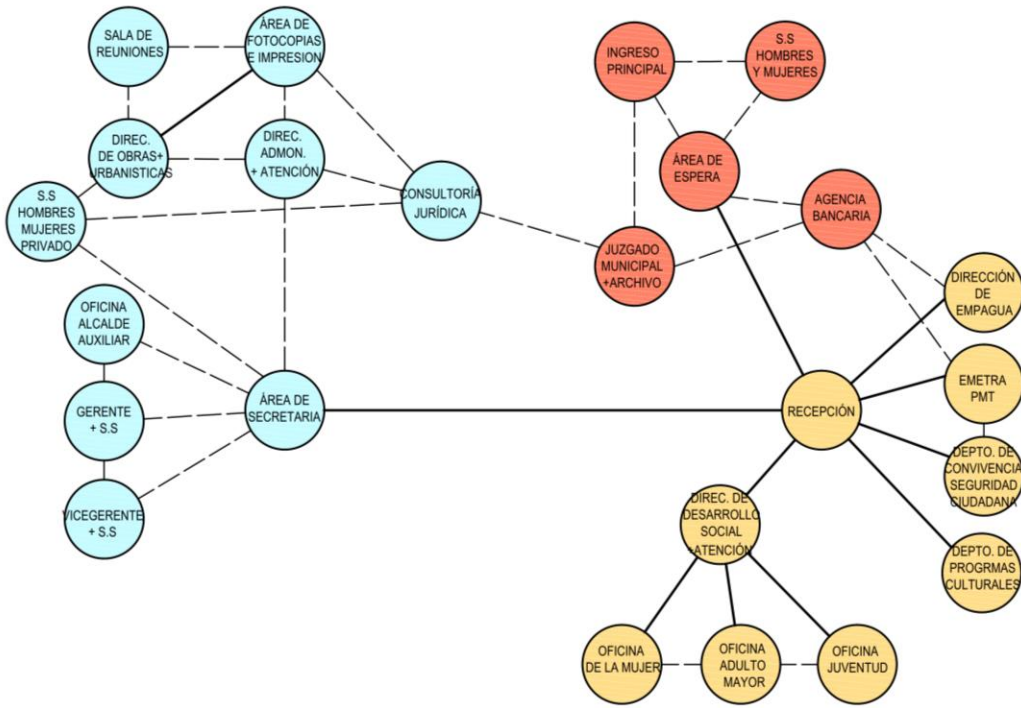 SALA DE
REUNIONES
ÁREA DE
FOTOCOPIAS
E IMPRESION
DIREC.
DE OBRAS+
URBANISTICAS
DIREC.
ADMON.
+ ATENCIÓN
S.S
HOMBRES
MUJERES
PRIVADO
CONSULTORÍA
JURÍDICA
OFICINA
ALCALDE
AUXILIAR
GERENTE
+ S.S
VICEGERENTE
+ S.S
ÁREA DE
SECRETARIA
INGRESO
PRINCIPAL
S.S
HOMBRES
Y MUJERES
ÁREA DE
ESPERA
AGENCIA
BANCARIA
JUZGADO
MUNICIPAL
+ARCHIVO
DIRECCIÓN
DE
EMPAGUA
EMETRA
PMT
RECEPCIÓN
DEPTO. DE
CONVIVENCIA
SEGURIDAD
CIUDADANA
DEPTO. DE
PROGRMAS
CULTURALES
DIREC. DE
DESARROLLO
SOCIAL
+ATENCIÓN
OFICINA
DE LA MUJER
OFICINA
ADULTO
MAYOR
OFICINA
JUVENTUD